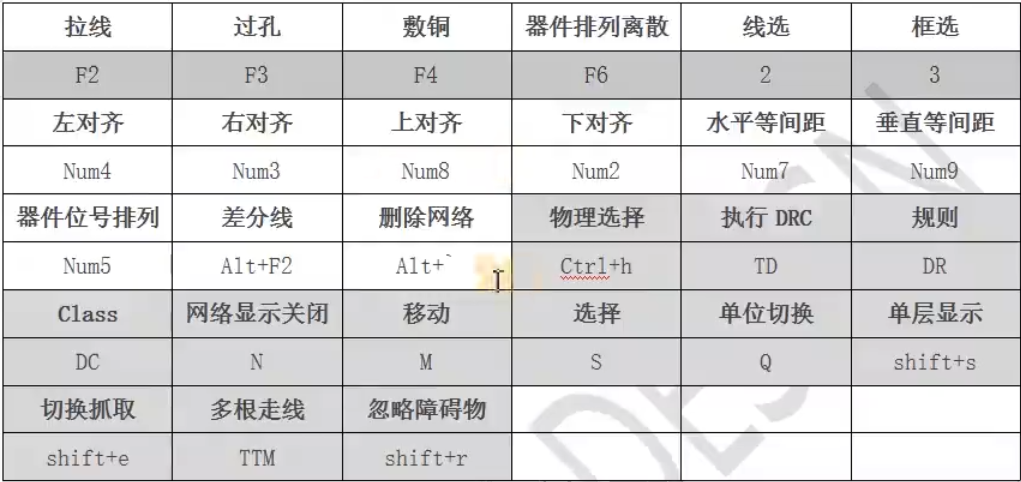 拉线 过孔 敷铜 器件排列离散 线选 框选
F2 F3 F4 F6 2 3
左对齐 右对齐 上对齐 下对齐 水平等间距 垂直等间距
Num4 Num3 Num8 Num2 Num7 Num9
器件位号排列 差分线 删除网络 物理选择 执行 DRC 规则
Num5 Alt+F2 Alt+` Ctrl+h TD DR
Class 网络显示关闭 移动 选择 单位切换 单层显示
DC N M S Q shift+s
切换抓取 多根走线 忽略障碍物
shift+e TTM shift+r